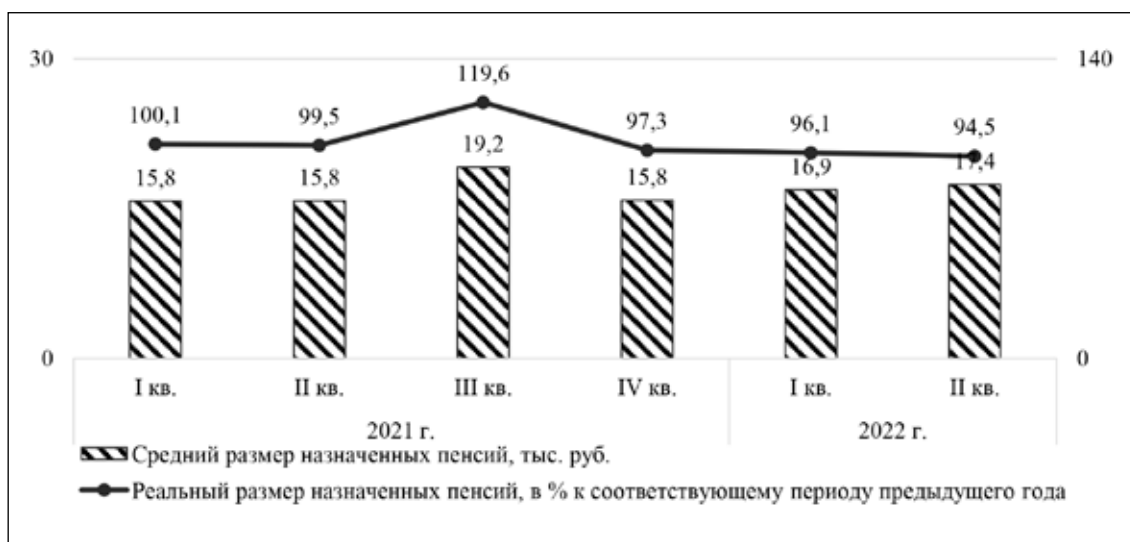 30
140
119,6
100,1
99,5
97,3
96,1
94,5
19,2
15,8
15,8
15,8
16,9
17,4
0
0
I кв.
II кв.
III кв.
IV кв.
I кв.
II кв.
2021 г.
2022 г.
Средний размер назначенных пенсий, тыс. руб.
Реальный размер назначенных пенсий, в % к соответствующему периоду предыдущего года